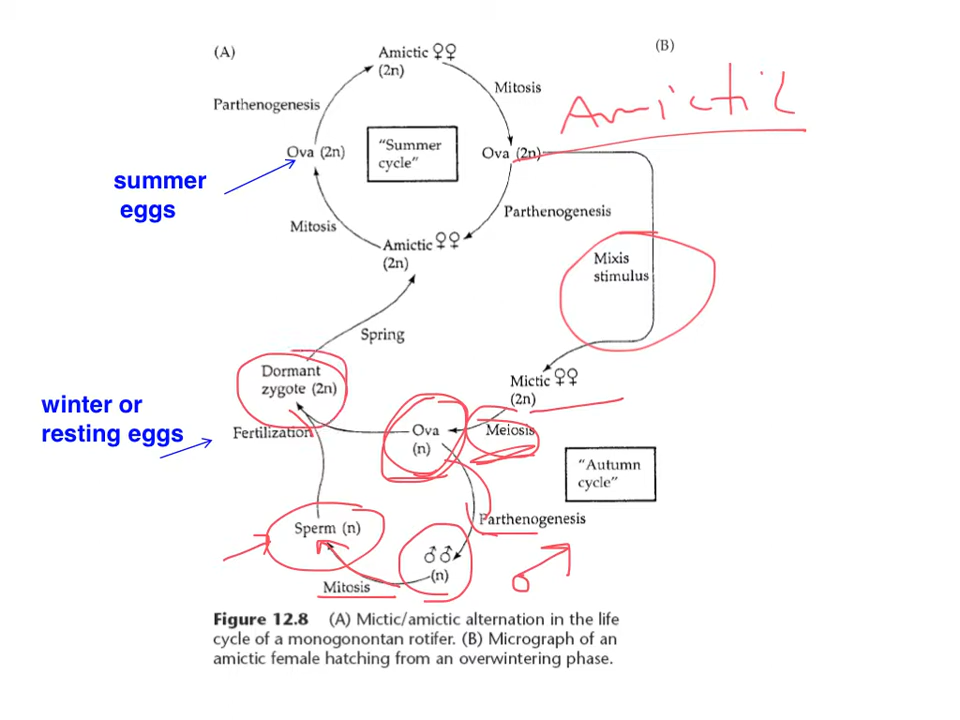 (A)
(B)
Amictic ♀♀
(2n)
Mitosis
Amictic
Parthenogenesis
Ova (2n)
"Summer
cycle"
Ova (2n)
summer
eggs
Parthenogenesis
Mitosis
Amictic ♀♀
(2n)
Mixis
stimulus
Spring
Dormant
zygote (2n)
Mictic ♀♀
(2n)
winter or
resting eggs
Fertilization
Ova
(n)
Meiosis
"Autumn
cycle"
Sperm (n)
Parthenogenesis
♂♂
(n)
♂
Mitosis
Figure 12.8 (A) Mictic/amictic alternation in the life
cycle of a monogonontan rotifer. (B) Micrograph of an
amictic female hatching from an overwintering phase.